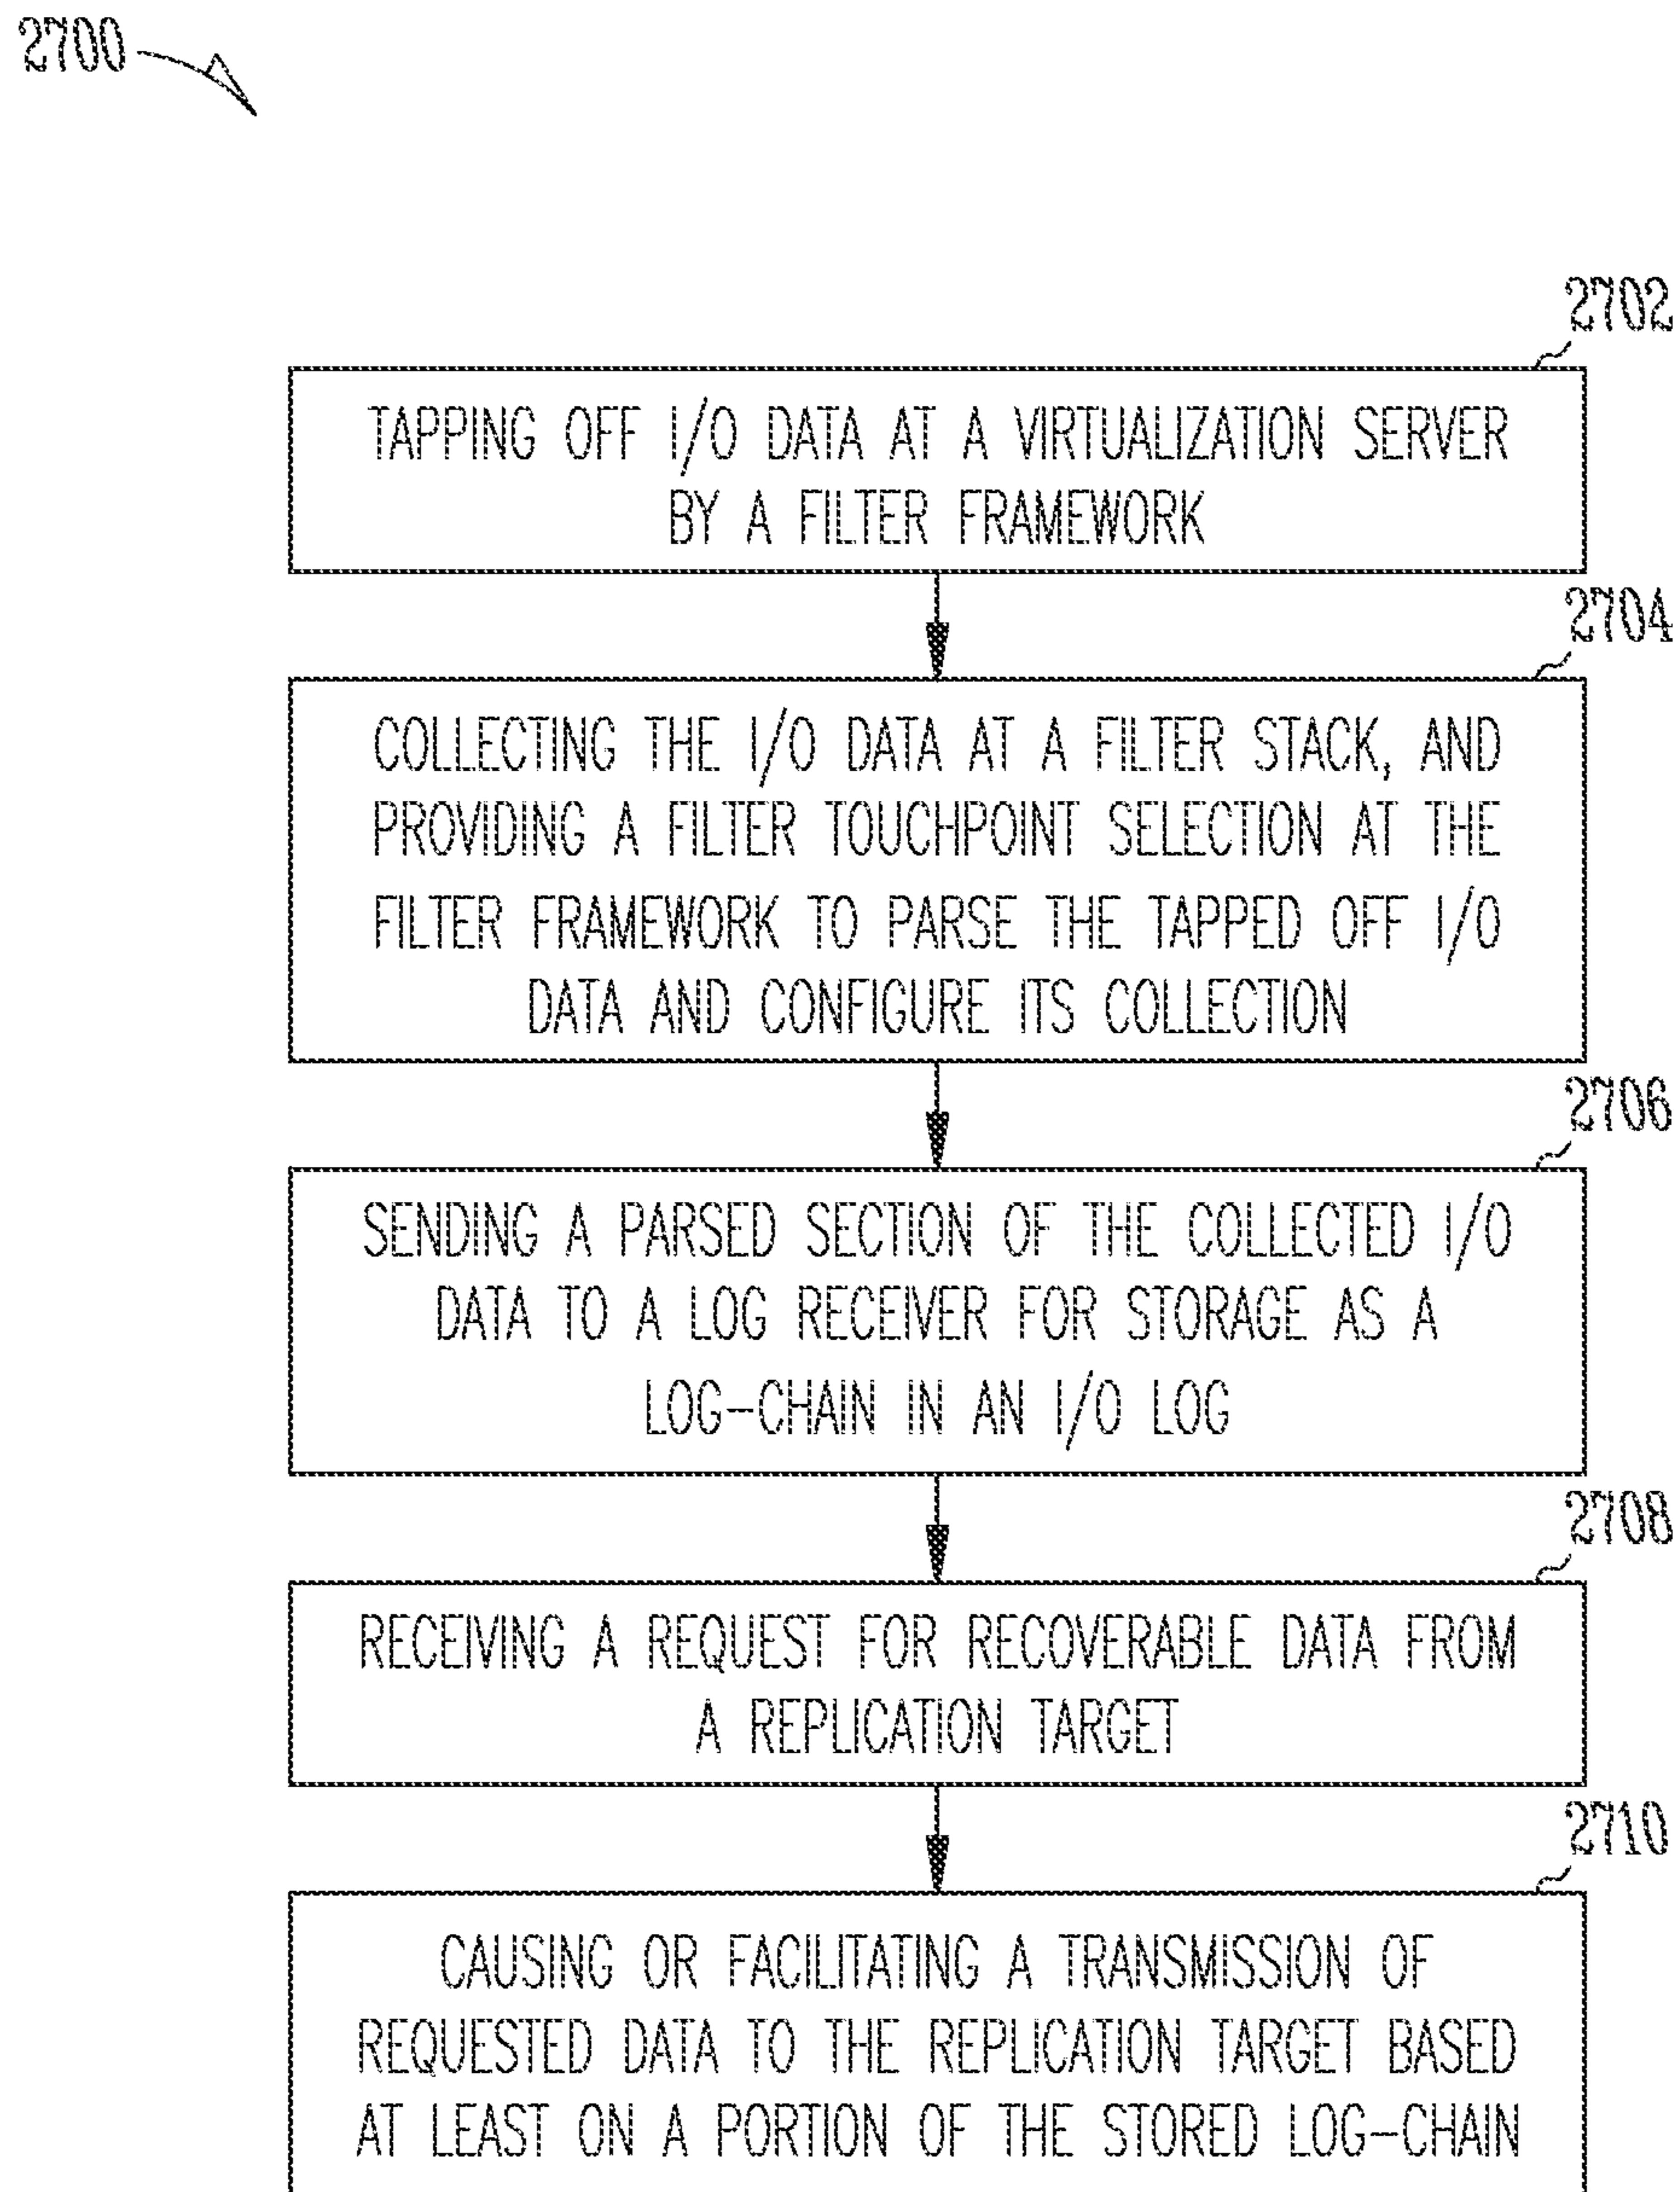 2700
2702
TAPPING OFF I/O DATA AT A VIRTUALIZATION SERVER
BY A FILTER FRAMEWORK
2704
COLLECTING THE I/O DATA AT A FILTER STACK, AND
PROVIDING A FILTER TOUCHPOINT SELECTION AT THE
FILTER FRAMEWORK TO PARSE THE TAPPED OFF I/O
DATA AND CONFIGURE ITS COLLECTION
2706
SENDING A PARSED SECTION OF THE COLLECTED I/O
DATA TO A LOG RECEIVER FOR STORAGE AS A
LOG-CHAIN IN AN I/O LOG
2708
RECEIVING A REQUEST FOR RECOVERABLE DATA FROM
A REPLICATION TARGET
2710
CAUSING OR FACILITATING A TRANSMISSION OF
REQUESTED DATA TO THE REPLICATION TARGET BASED
AT LEAST ON A PORTION OF THE STORED LOG-CHAIN